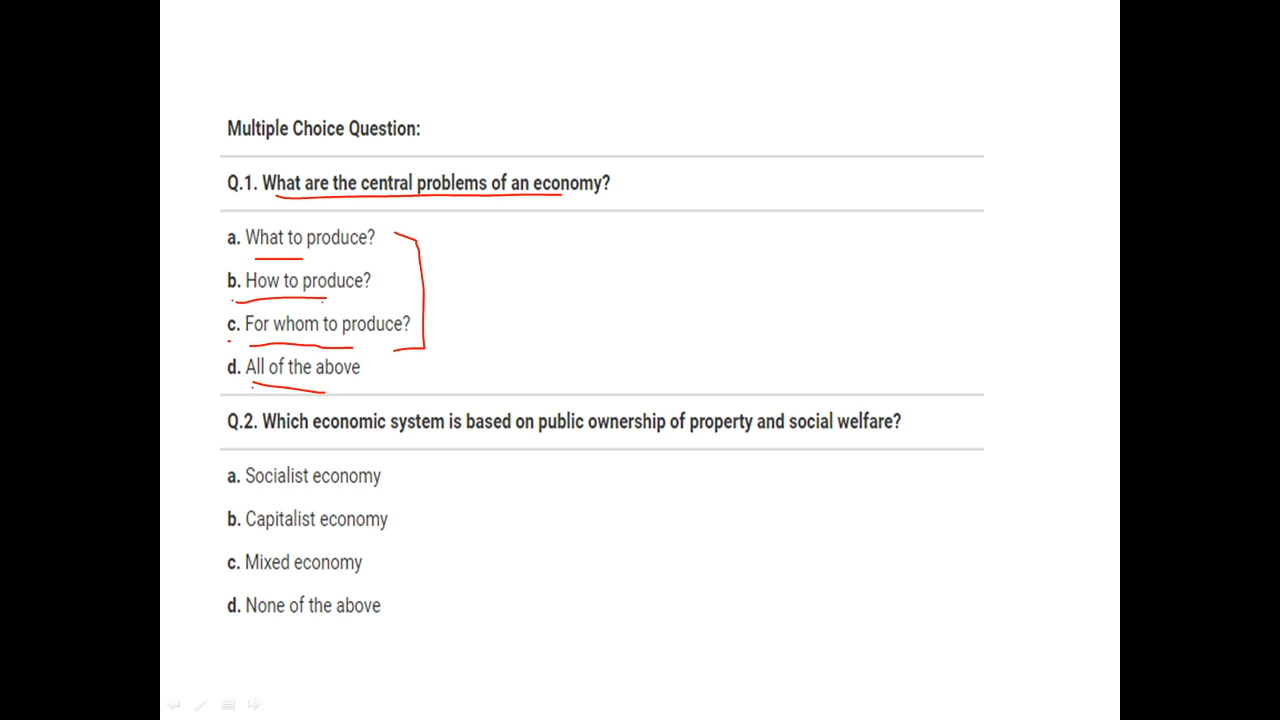 Multiple Choice Question:
Q.1. What are the central problems of an economy?
a. What to produce?
b. How to produce?
c. For whom to produce?
d. All of the above
Q.2. Which economic system is based on public ownership of property and social welfare?
a. Socialist economy
b. Capitalist economy
c. Mixed economy
d. None of the above